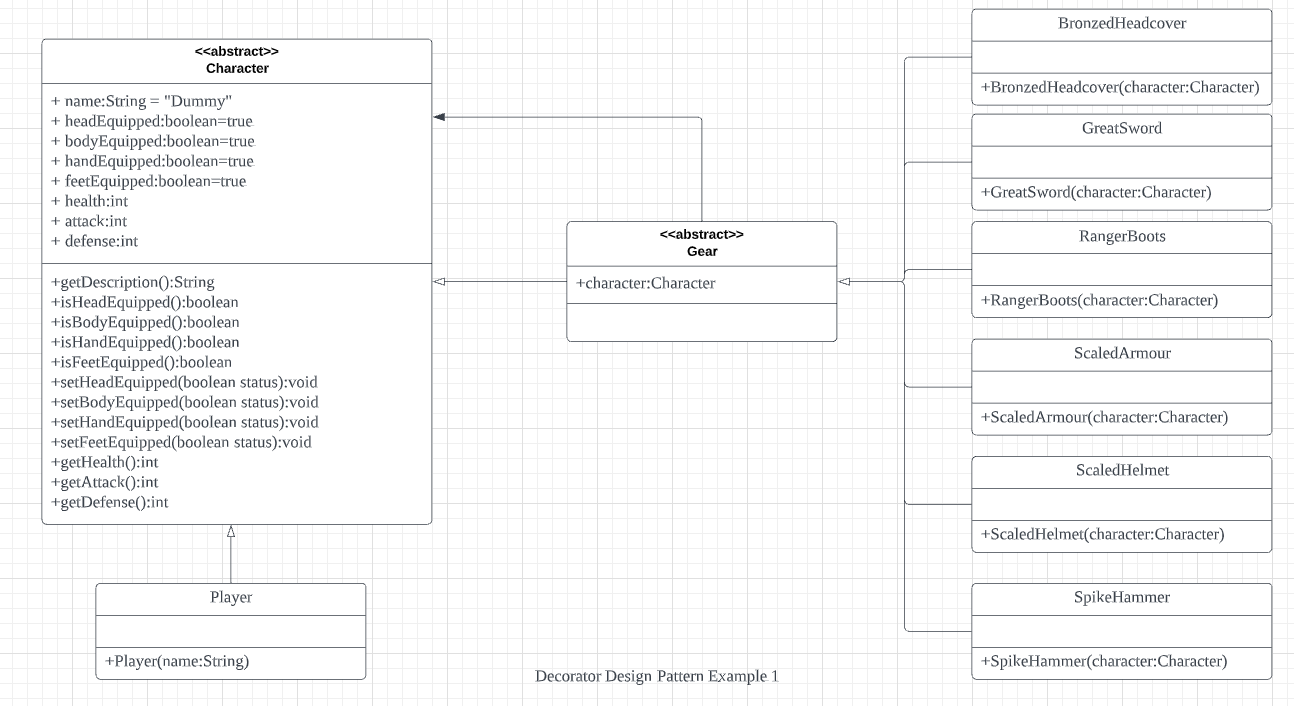 <<abstract>>
Character
+ name:String = "Dummy"
+ headEquipped:boolean=true
+ bodyEquipped:boolean=true
+ handEquipped:boolean=true
+ feetEquipped:boolean=true
+ health:int
+ attack:int
+ defense:int
+getDescription():String
+isHeadEquipped():boolean
+isBodyEquipped():boolean
+isHandEquipped():boolean
+isFeetEquipped():boolean
+setHeadEquipped(boolean status):void
+setBodyEquipped(boolean status):void
+setHandEquipped(boolean status):void
+setFeetEquipped(boolean status):void
+getHealth():int
+getAttack():int
+getDefense():int
Player
+Player(name:String)
<<abstract>>
Gear
+character:Character
BronzedHeadcover
+BronzedHeadcover(character:Character)
GreatSword
+GreatSword(character:Character)
RangerBoots
+RangerBoots(character:Character)
ScaledArmour
+ScaledArmour(character:Character)
ScaledHelmet
+ScaledHelmet(character:Character)
SpikeHammer
+SpikeHammer(character:Character)
Decorator Design Pattern Example 1